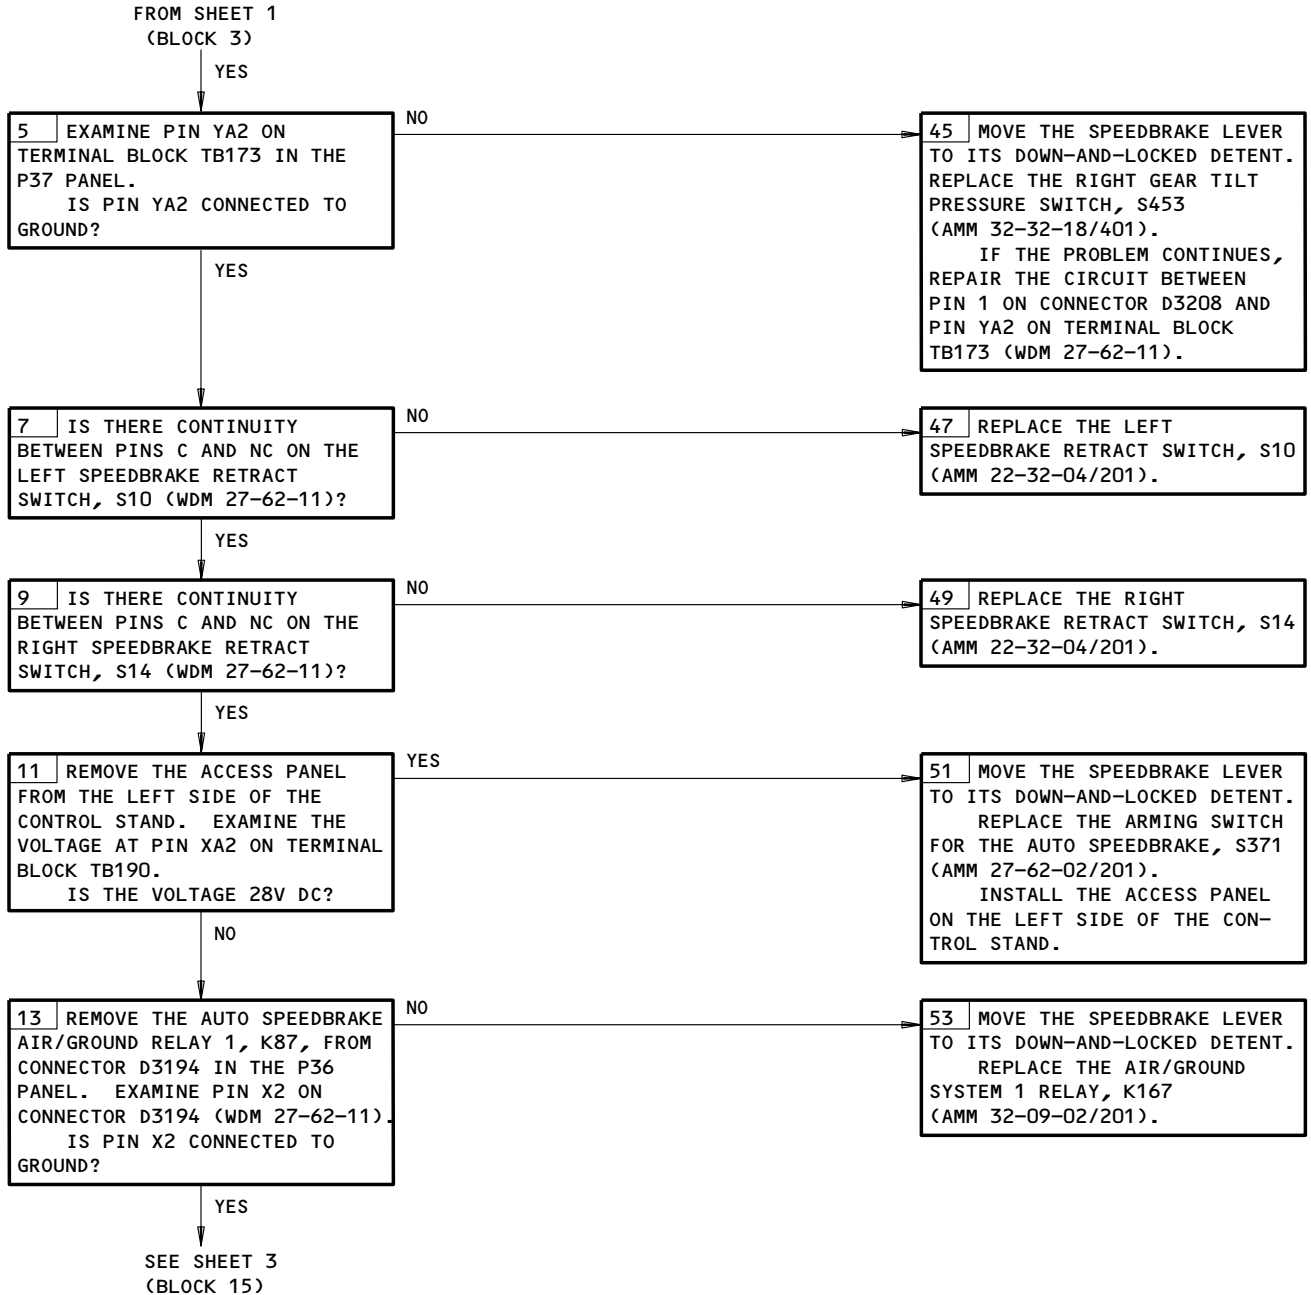 FROM SHEET 1
(BLOCK 3)
YES
5 EXAMINE PIN YA2 ON
TERMINAL BLOCK TB173 IN THE
P37 PANEL.
IS PIN YA2 CONNECTED TO
GROUND?
NO
45 MOVE THE SPEEDBRAKE LEVER
TO ITS DOWN-AND-LOCKED DETENT.
REPLACE THE RIGHT GEAR TILT
PRESSURE SWITCH, S453
(AMM 32-32-18/401).
IF THE PROBLEM CONTINUES,
REPAIR THE CIRCUIT BETWEEN
PIN 1 ON CONNECTOR D3208 AND
PIN YA2 ON TERMINAL BLOCK
TB173 (WDM 27-62-11).
YES
7 IS THERE CONTINUITY
BETWEEN PINS C AND NC ON THE
LEFT SPEEDBRAKE RETRACT
SWITCH, S10 (WDM 27-62-11)?
NO
47 REPLACE THE LEFT
SPEEDBRAKE RETRACT SWITCH, S10
(AMM 22-32-04/201).
YES
9 IS THERE CONTINUITY
BETWEEN PINS C AND NC ON THE
RIGHT SPEEDBRAKE RETRACT
SWITCH, S14 (WDM 27-62-11)?
NO
49 REPLACE THE RIGHT
SPEEDBRAKE RETRACT SWITCH, S14
(AMM 22-32-04/201).
YES
11 REMOVE THE ACCESS PANEL
FROM THE LEFT SIDE OF THE
CONTROL STAND. EXAMINE THE
VOLTAGE AT PIN XA2 ON TERMINAL
BLOCK TB190.
IS THE VOLTAGE 28V DC?
YES
51 MOVE THE SPEEDBRAKE LEVER
TO ITS DOWN-AND-LOCKED DETENT.
REPLACE THE ARMING SWITCH
FOR THE AUTO SPEEDBRAKE, S371
(AMM 27-62-02/201).
INSTALL THE ACCESS PANEL
ON THE LEFT SIDE OF THE CON-
TROL STAND.
NO
13 REMOVE THE AUTO SPEEDBRAKE
AIR/GROUND RELAY 1, K87, FROM
CONNECTOR D3194 IN THE P36
PANEL. EXAMINE PIN X2 ON
CONNECTOR D3194 (WDM 27-62-11).
IS PIN X2 CONNECTED TO
GROUND?
NO
53 MOVE THE SPEEDBRAKE LEVER
TO ITS DOWN-AND-LOCKED DETENT.
REPLACE THE AIR/GROUND
SYSTEM 1 RELAY, K167
(AMM 32-09-02/201).
YES
SEE SHEET 3
(BLOCK 15)